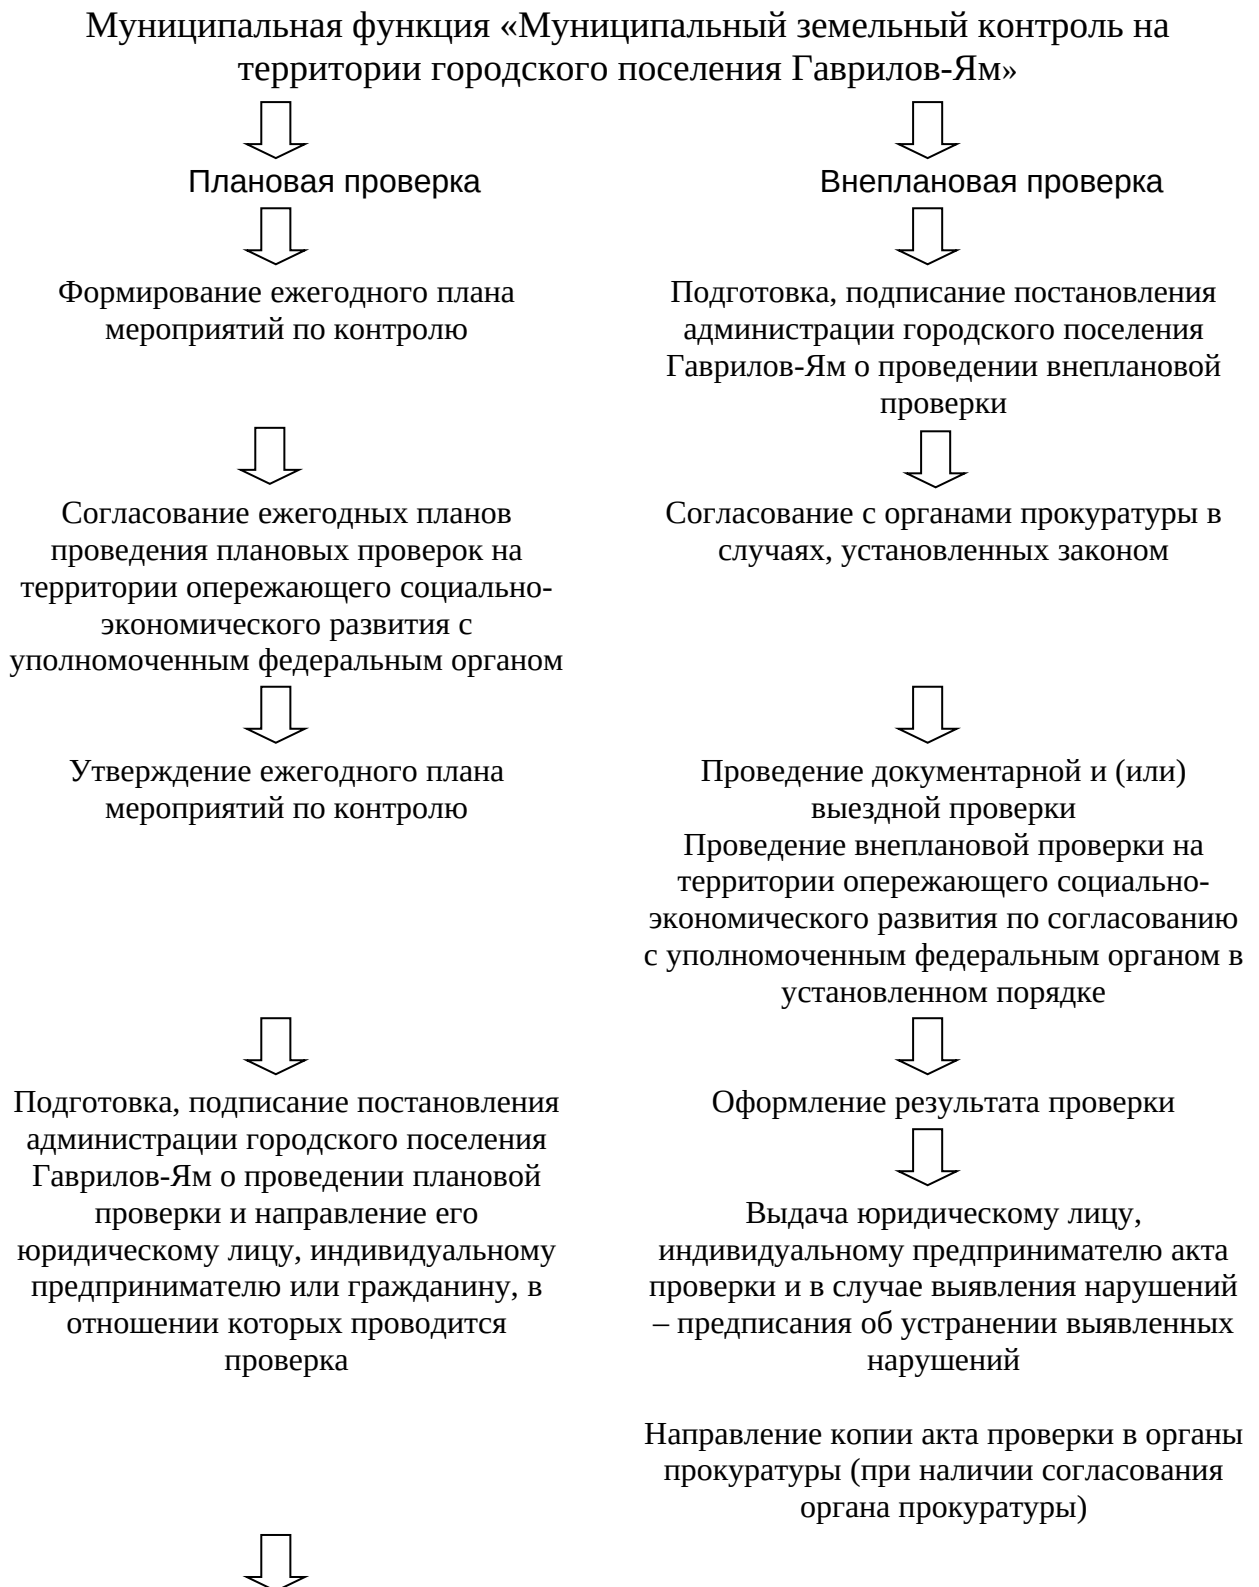 Муниципальная функция «Муниципальный земельный контроль на
территории городского поселения Гаврилов-Ям»
Плановая проверка
Внеплановая проверка
Формирование ежегодного плана
мероприятий по контролю
Подготовка, подписание постановления
администрации городского поселения
Гаврилов-Ям о проведении внеплановой
проверки
Согласование ежегодных планов
проведения плановых проверок на
территории опережающего социально-
экономического развития с
уполномоченным федеральным органом
Согласование с органами прокуратуры в
случаях, установленных законом
Утверждение ежегодного плана
мероприятий по контролю
Проведение документарной и (или)
выездной проверки
Проведение внеплановой проверки на
территории опережающего социально-
экономического развития по согласованию
с уполномоченным федеральным органом в
установленном порядке
Подготовка, подписание постановления
администрации городского поселения
Гаврилов-Ям о проведении плановой
проверки и направление его
юридическому лицу, индивидуальному
предпринимателю или гражданину, в
отношении которых проводится
проверка
Оформление результата проверки
Выдача юридическому лицу,
индивидуальному предпринимателю акта
проверки и в случае выявления нарушений
– предписания об устранении выявленных
нарушений
Направление копии акта проверки в органы
прокуратуры (при наличии согласования
органа прокуратуры)